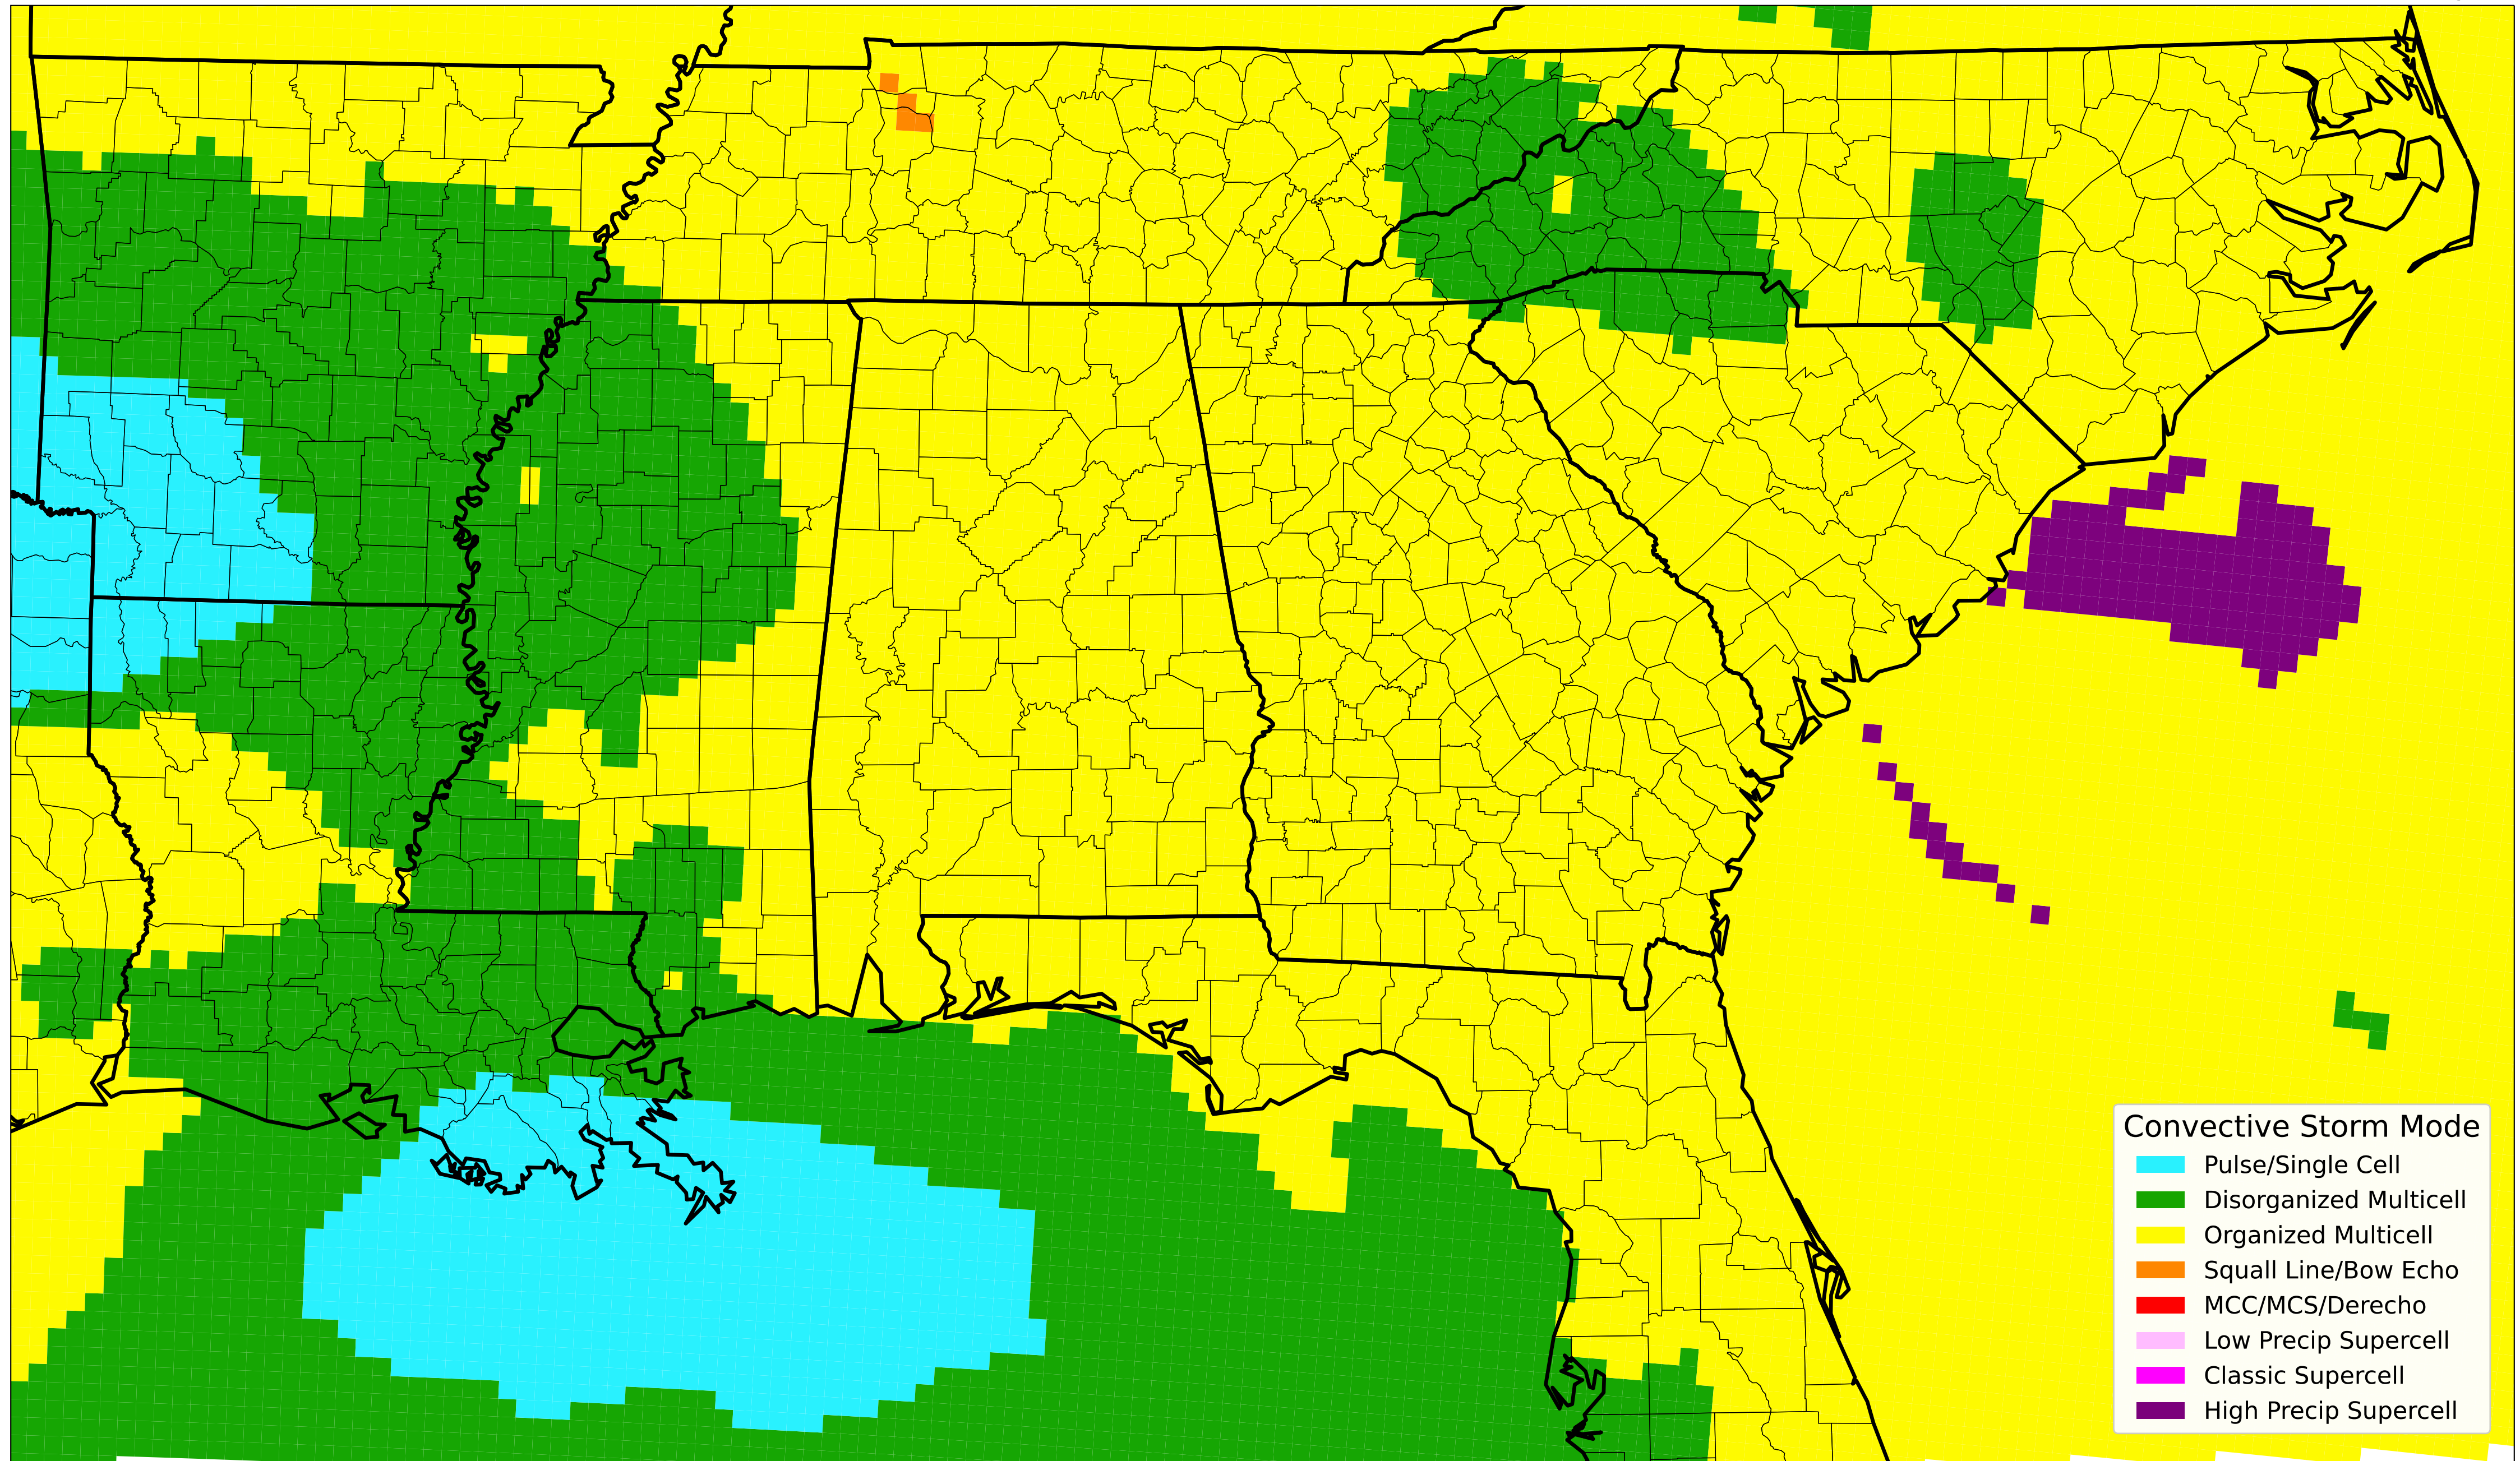 Convective Storm Mode
Pulse/Single Cell
Disorganized Multicell
Organized Multicell
Squall Line/Bow Echo
MCC/MCS/Derecho
Low Precip Supercell
Classic Supercell
High Precip Supercell